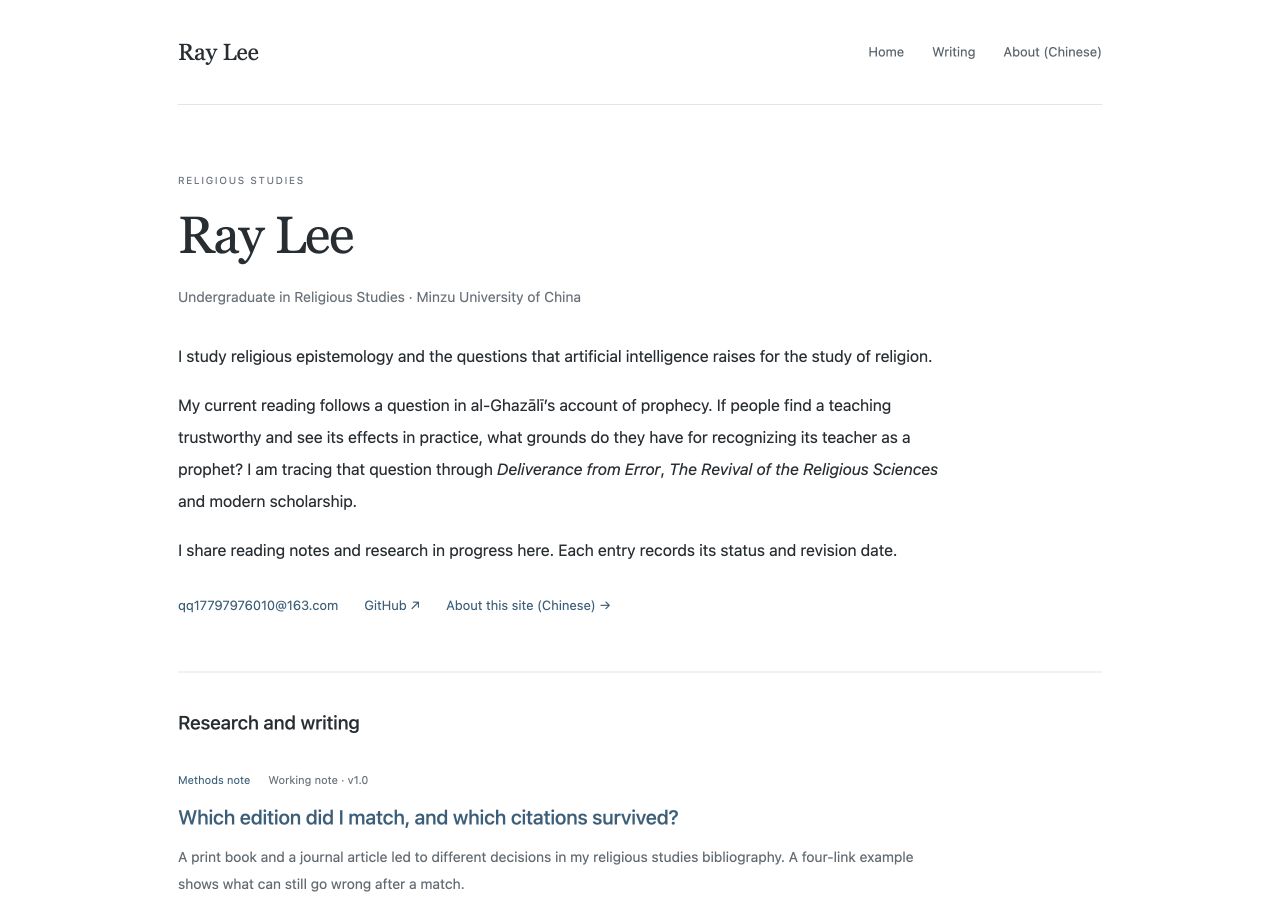 Ray Lee
Home
Writing
About (Chinese)
RELIGIOUS STUDIES
Ray Lee
Undergraduate in Religious Studies · Minzu University of China
I study religious epistemology and the questions that artificial intelligence raises for the study of religion.
My current reading follows a question in al-Ghazālī’s account of prophecy. If people find a teaching
trustworthy and see its effects in practice, what grounds do they have for recognizing its teacher as a
prophet? I am tracing that question through Deliverance from Error, The Revival of the Religious Sciences
and modern scholarship.
I share reading notes and research in progress here. Each entry records its status and revision date.
qq17797976010@163.com
GitHub ↗
About this site (Chinese) →
Research and writing
Methods note
Working note · v1.0
Which edition did I match, and which citations survived?
A print book and a journal article led to different decisions in my religious studies bibliography. A four-link example
shows what can still go wrong after a match.